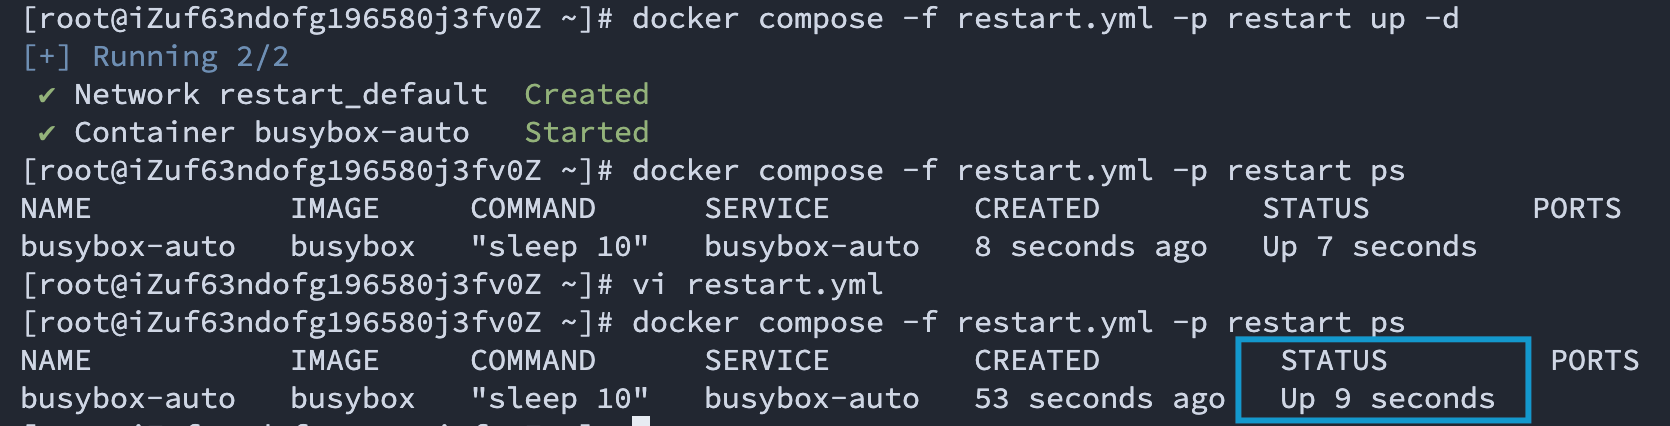 [root@iZuf63ndofg196580j3fv0Z ~]# docker compose -f restart.yml -p restart up -d
[+] Running 2/2
✔ Network restart_default  Created
✔ Container busybox-auto   Started
[root@iZuf63ndofg196580j3fv0Z ~]# docker compose -f restart.yml -p restart ps
NAME           IMAGE     COMMAND      SERVICE        CREATED         STATUS         PORTS
busybox-auto   busybox   "sleep 10"   busybox-auto   8 seconds ago   Up 7 seconds
[root@iZuf63ndofg196580j3fv0Z ~]# vi restart.yml
[root@iZuf63ndofg196580j3fv0Z ~]# docker compose -f restart.yml -p restart ps
NAME           IMAGE     COMMAND      SERVICE        CREATED          STATUS         PORTS
busybox-auto   busybox   "sleep 10"   busybox-auto   53 seconds ago   Up 9 seconds